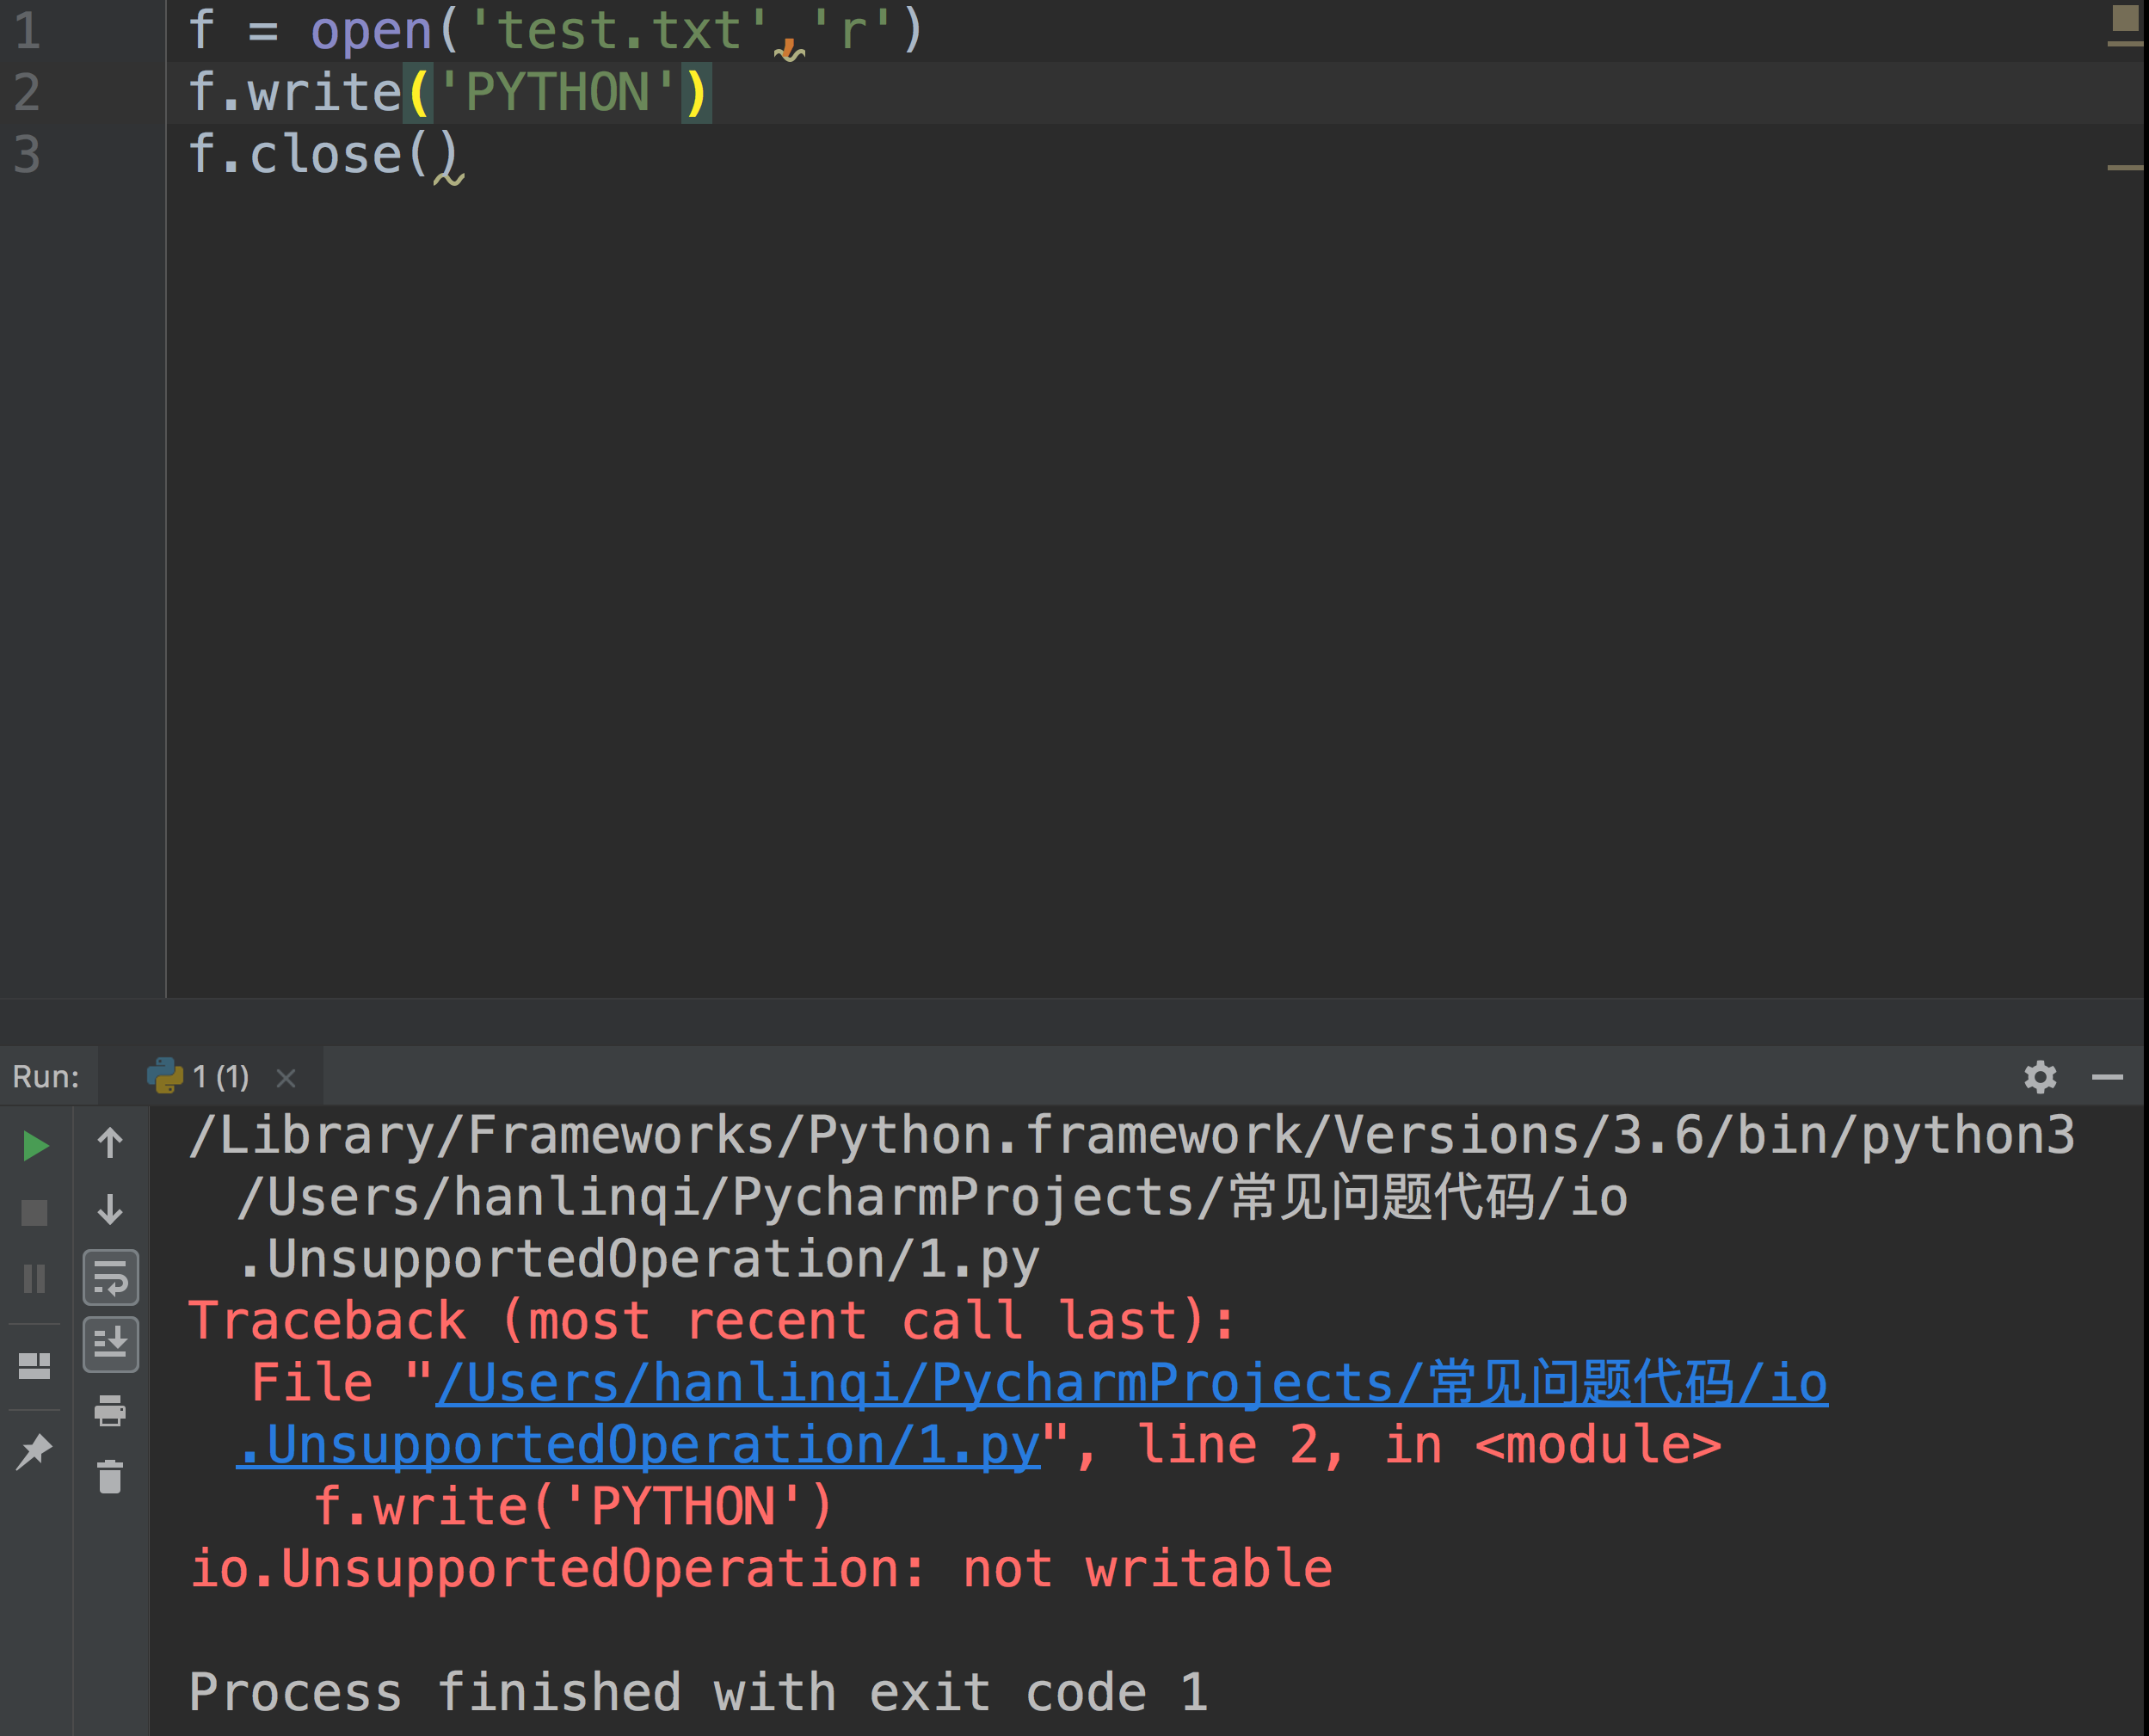 1 f = open('test.txt','r')
2 f.write('PYTHON')
3 f.close()
Run: 1 (1)
/Library/Frameworks/Python.framework/Versions/3.6/bin/python3
/Users/hanlinqi/PycharmProjects/常见问题代码/io
.UnsupportedOperation/1.py
Traceback (most recent call last):
File "/Users/hanlinqi/PycharmProjects/常见问题代码/io
.UnsupportedOperation/1.py", line 2, in <module>
f.write('PYTHON')
io.UnsupportedOperation: not writable
Process finished with exit code 1